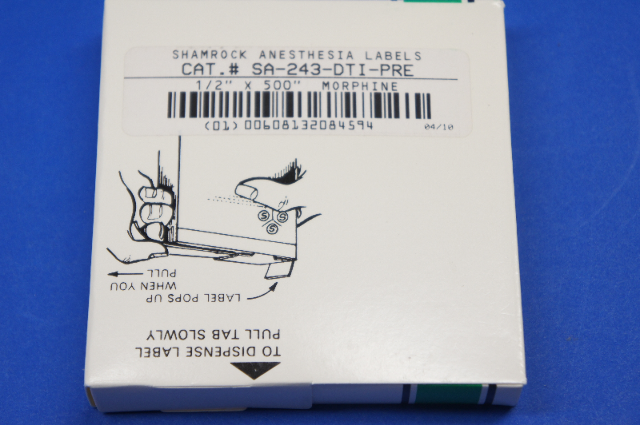 SHAMROCK ANESTHESIA LABELS
CAT.# SA-243-DTI-PRE
1/2" X 500" MORPHINE
(01) 00608132084594
04/10
TO DISPENSE LABEL
PULL TAB SLOWLY
LABEL POPS UP
WHEN YOU
PULL
S S
S